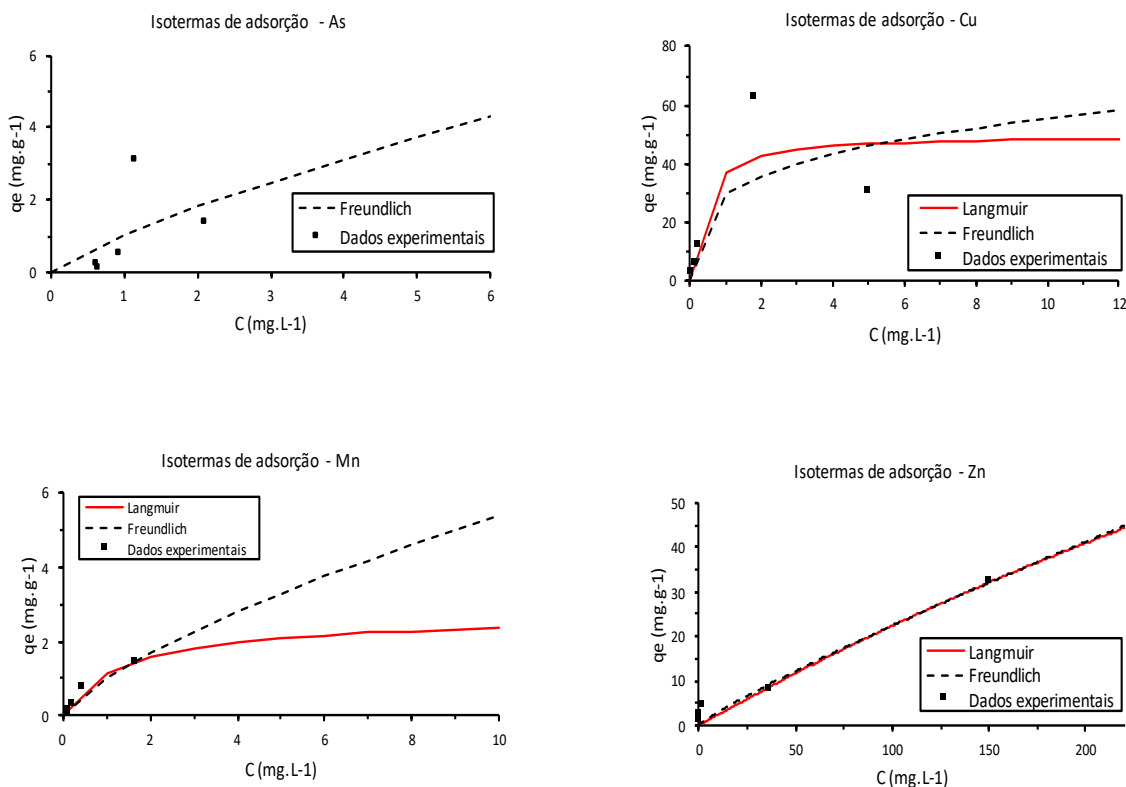 Isotermas de adsorção - As
6
4
2
0
qe (mg.g-1)
Freundlich
Dados experimentais
0 1 2 3 4 5 6
C (mg.L-1)
Isotermas de adsorção - Cu
80
60
40
20
0
qe (mg.g-1)
Langmuir
Freundlich
Dados experimentais
0 2 4 6 8 10 12
C (mg.L-1)
Isotermas de adsorção - Mn
6
4
2
0
qe (mg.g-1)
Langmuir
Freundlich
Dados experimentais
0 2 4 6 8 10
C (mg.L-1)
Isotermas de adsorção - Zn
50
40
30
20
10
0
qe (mg.g-1)
Langmuir
Freundlich
Dados experimentais
0 50 100 150 200
C (mg.L-1)